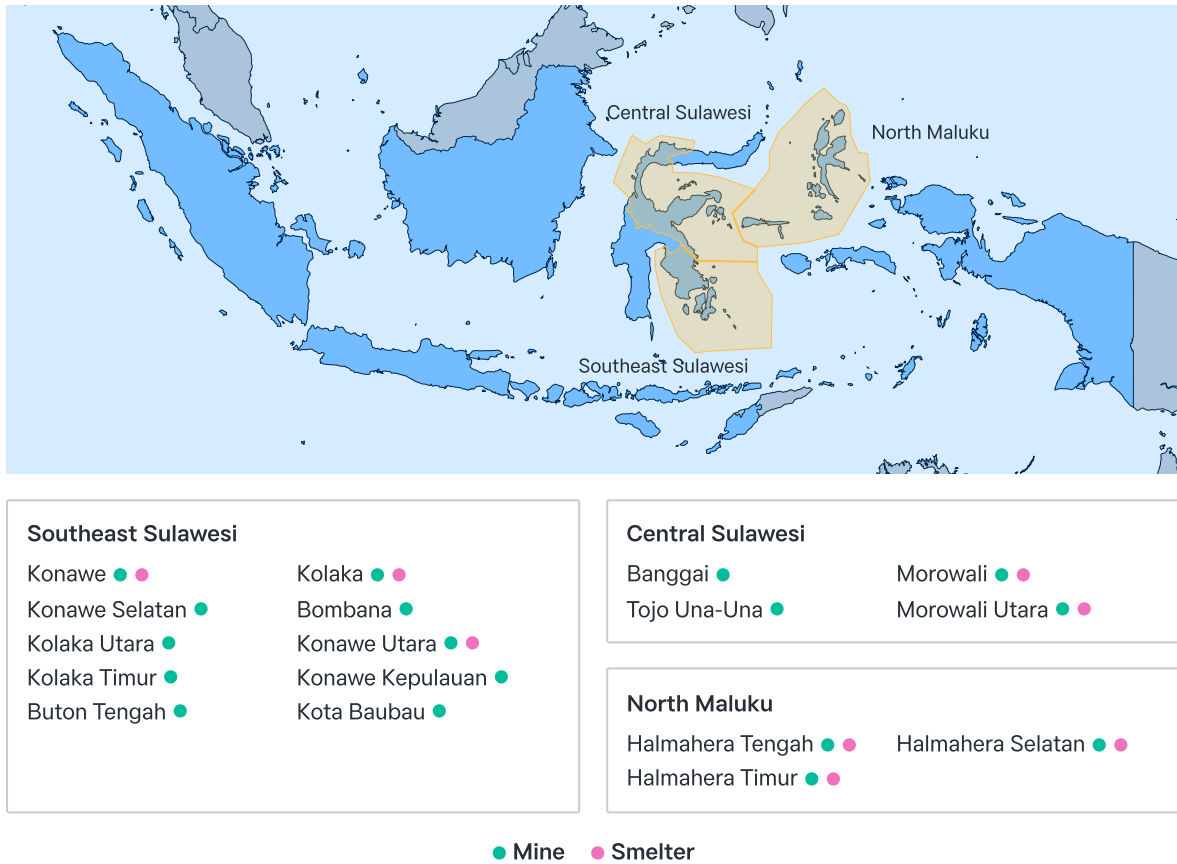 Central Sulawesi
North Maluku
Southeast Sulawesi
Southeast Sulawesi
Konawe
Kolaka
Konawe Selatan
Bombana
Kolaka Utara
Konawe Utara
Kolaka Timur
Konawe Kepulauan
Buton Tengah
Kota Baubau
Central Sulawesi
Banggai
Morowali
Tojo Una-Una
Morowali Utara
North Maluku
Halmahera Tengah
Halmahera Selatan
Halmahera Timur
Mine
Smelter